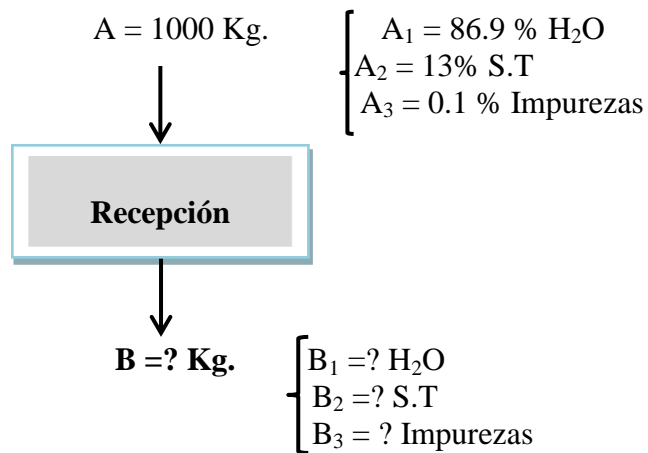 A = 1000 Kg.
A₁ = 86.9 % H₂O
A₂ = 13% S.T
A₃ = 0.1 % Impurezas
Recepción
B =? Kg.
B₁ =? H₂O
B₂ =? S.T
B₃ = ? Impurezas